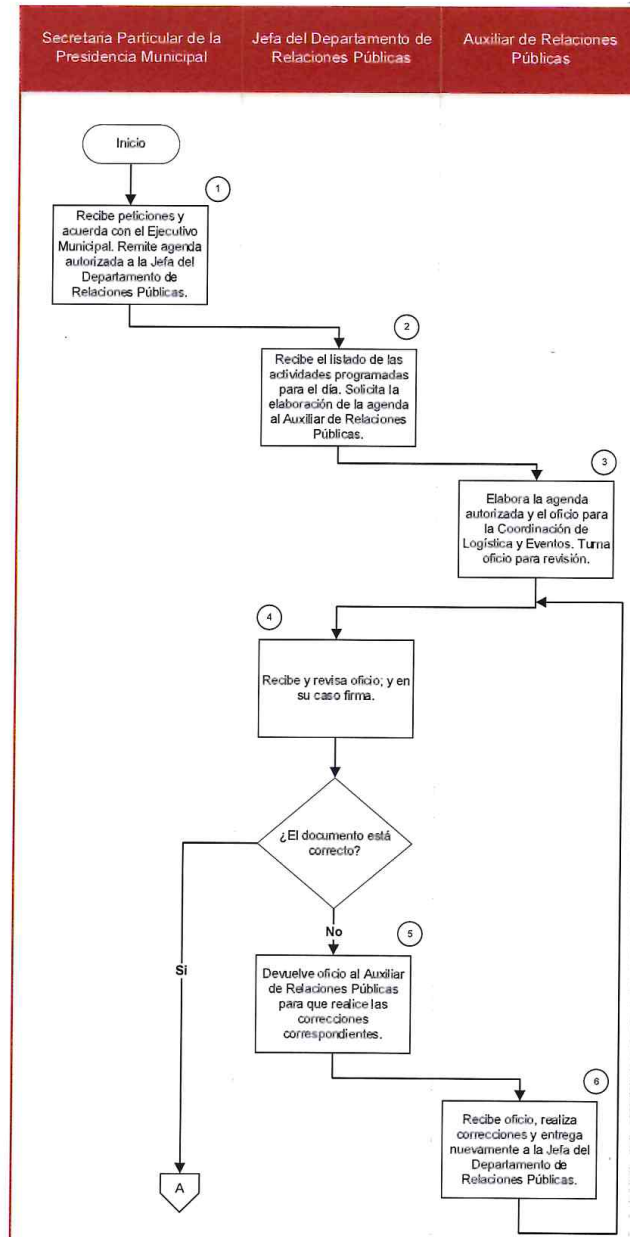 Secretaria Particular de la
Presidencia Municipal
Jefa del Departamento de
Relaciones Públicas
Auxiliar de Relaciones
Públicas
Inicio
1
Recibe peticiones y
acuerda con el Ejecutivo
Municipal. Remite agenda
autorizada a la Jefa del
Departamento de
Relaciones Públicas.
2
Recibe el listado de las
actividades programadas
para el día. Solicita la
elaboración de la agenda
al Auxiliar de Relaciones
Públicas.
3
Elabora la agenda
autorizada y el oficio para
la Coordinación de
Logística y Eventos. Turna
oficio para revisión.
4
Recibe y revisa oficio; y en
su caso firma.
¿El documento está
correcto?
Si
No
5
Devuelve oficio al Auxiliar
de Relaciones Públicas
para que realice las
correcciones
correspondientes.
6
Recibe oficio, realiza
correcciones y entrega
nuevamente a la Jefa del
Departamento de
Relaciones Públicas.
A